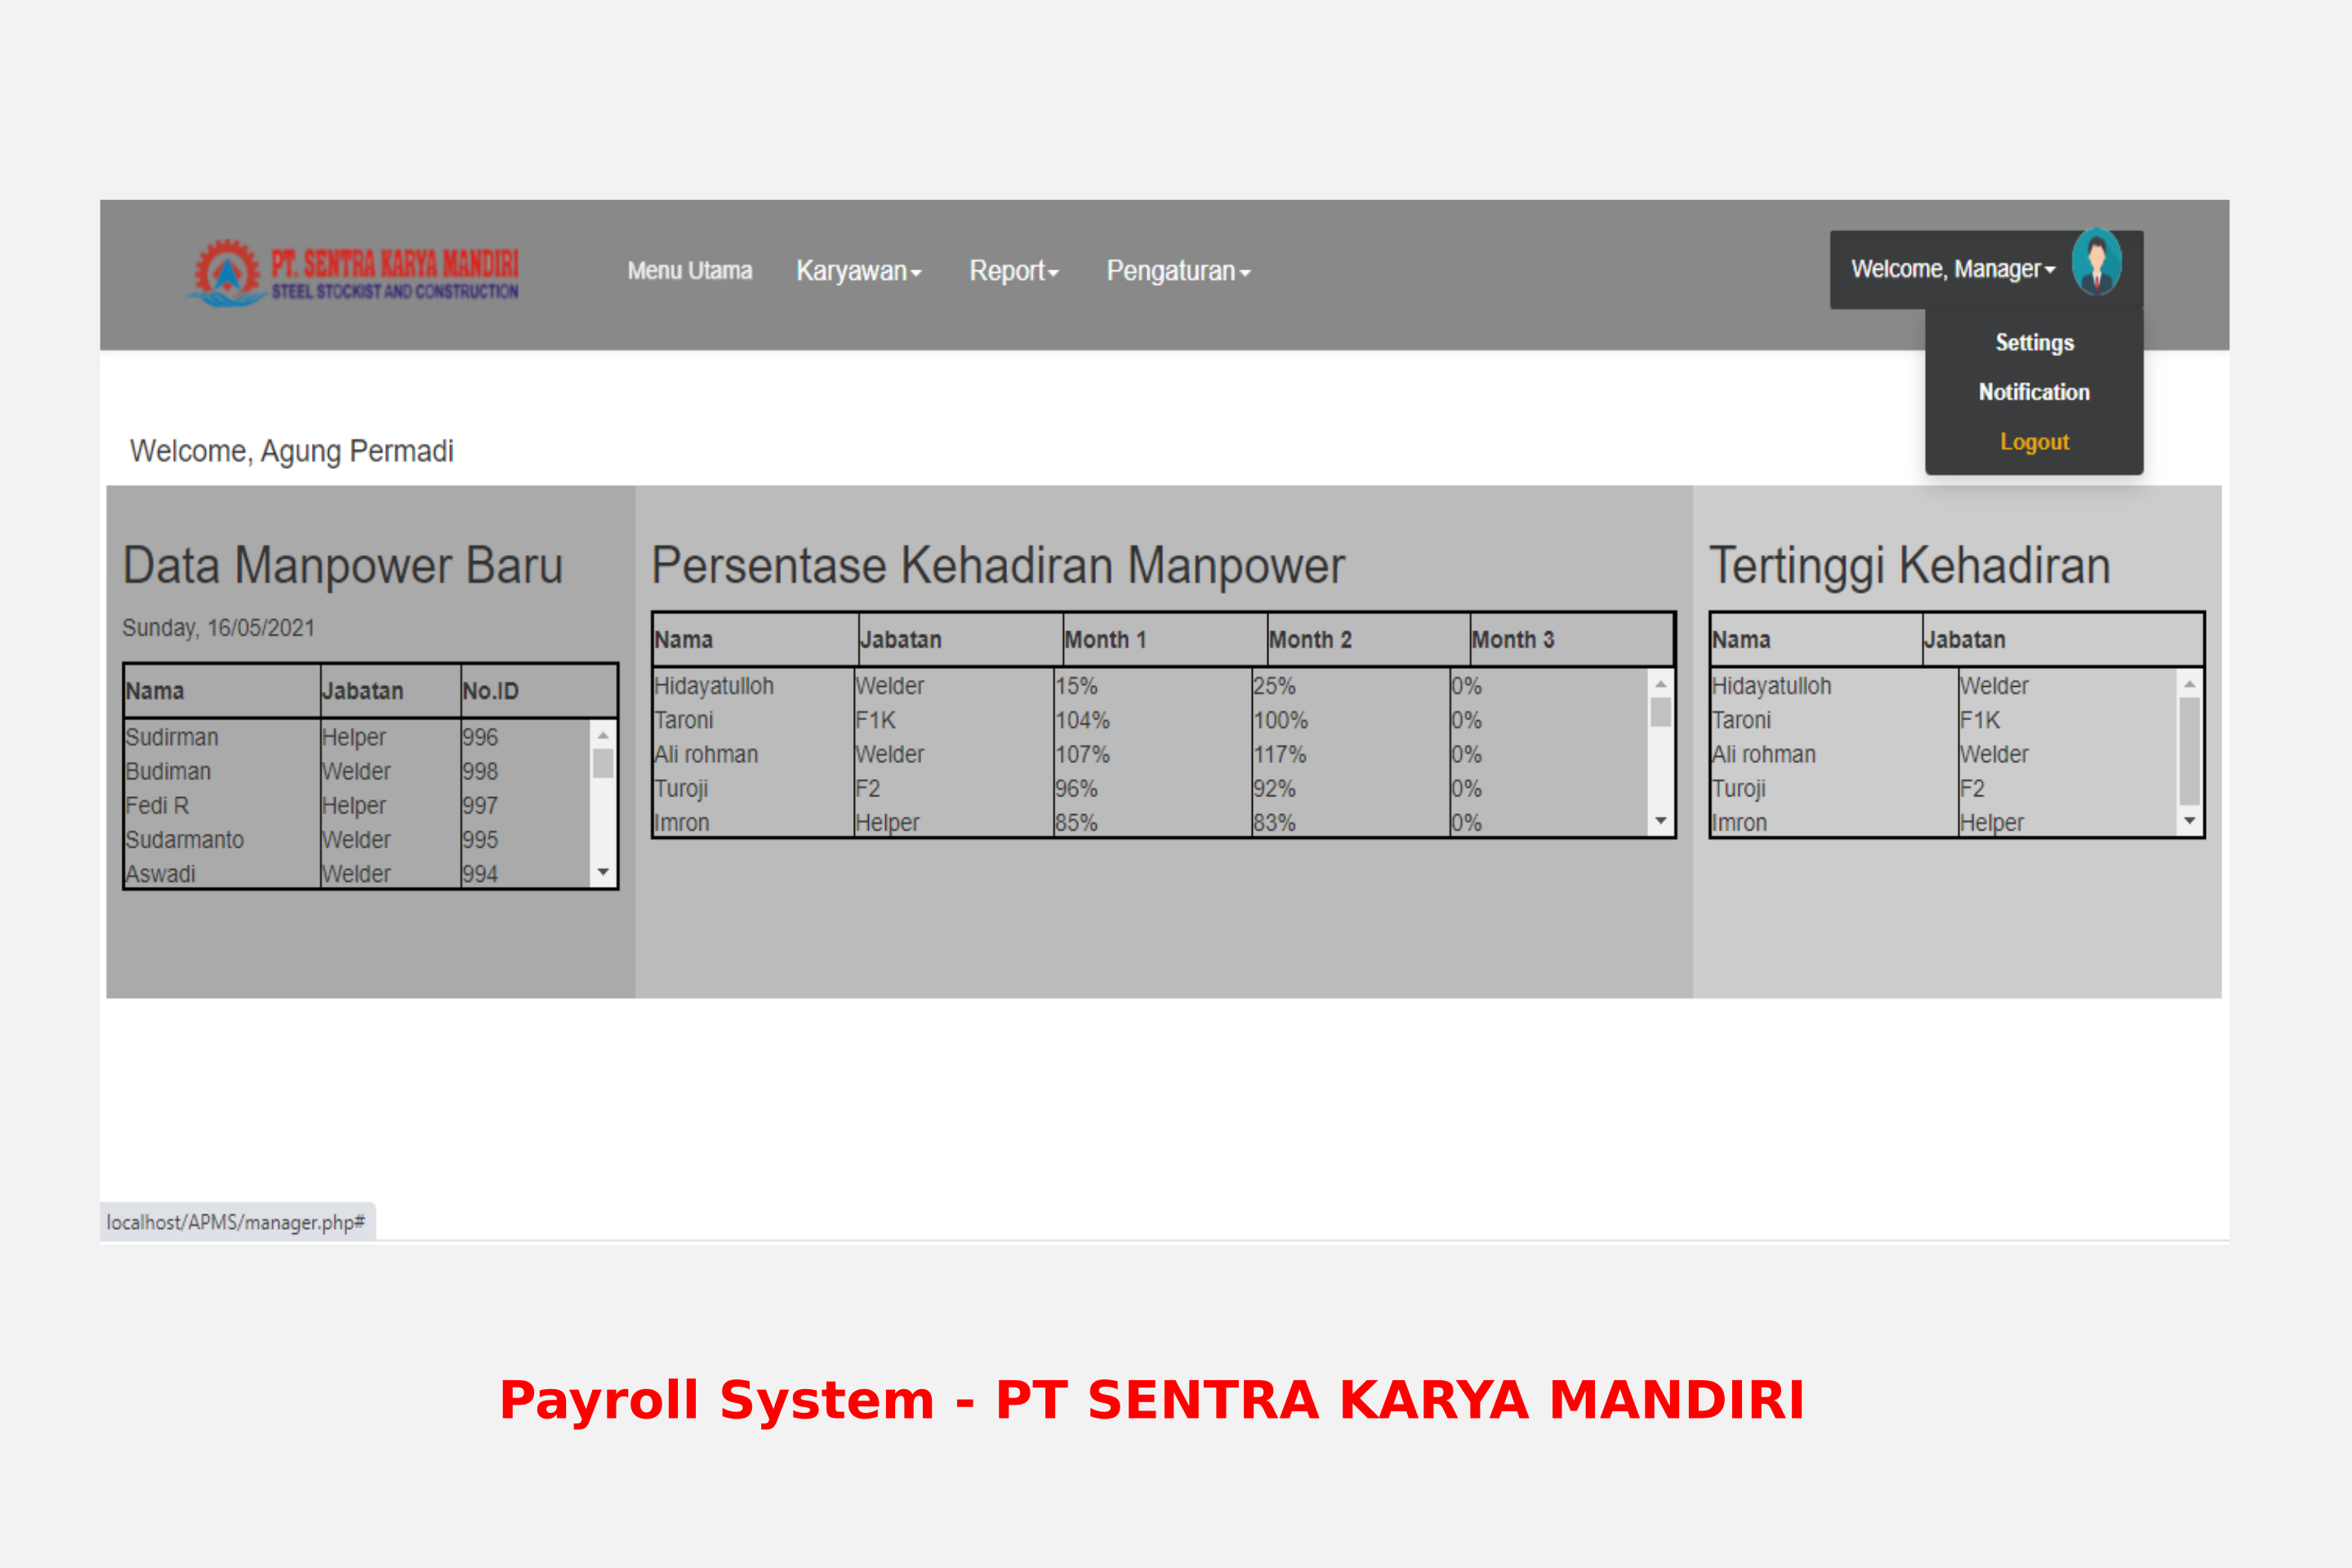 PT. SENTRA KARYA MANDIRI
STEEL STOCKIST AND CONSTRUCTION
Menu Utama Karyawan Report Pengaturan
Welcome, Manager
Settings
Notification
Logout
Welcome, Agung Permadi
Data Manpower Baru
Sunday, 16/05/2021
Nama Jabatan No.ID
Sudirman Helper 996
Budiman Welder 998
Fedi R Helper 997
Sudarmanto Welder 995
Aswadi Welder 994
Persentase Kehadiran Manpower
Nama Jabatan Month 1 Month 2 Month 3
Hidayatulloh Welder 15% 25% 0%
Taroni F1K 104% 100% 0%
Ali rohman Welder 107% 117% 0%
Turoji F2 96% 92% 0%
Imron Helper 85% 83% 0%
Tertinggi Kehadiran
Nama Jabatan
Hidayatulloh Welder
Taroni F1K
Ali rohman Welder
Turoji F2
Imron Helper
localhost/APMS/manager.php#
Payroll System - PT SENTRA KARYA MANDIRI